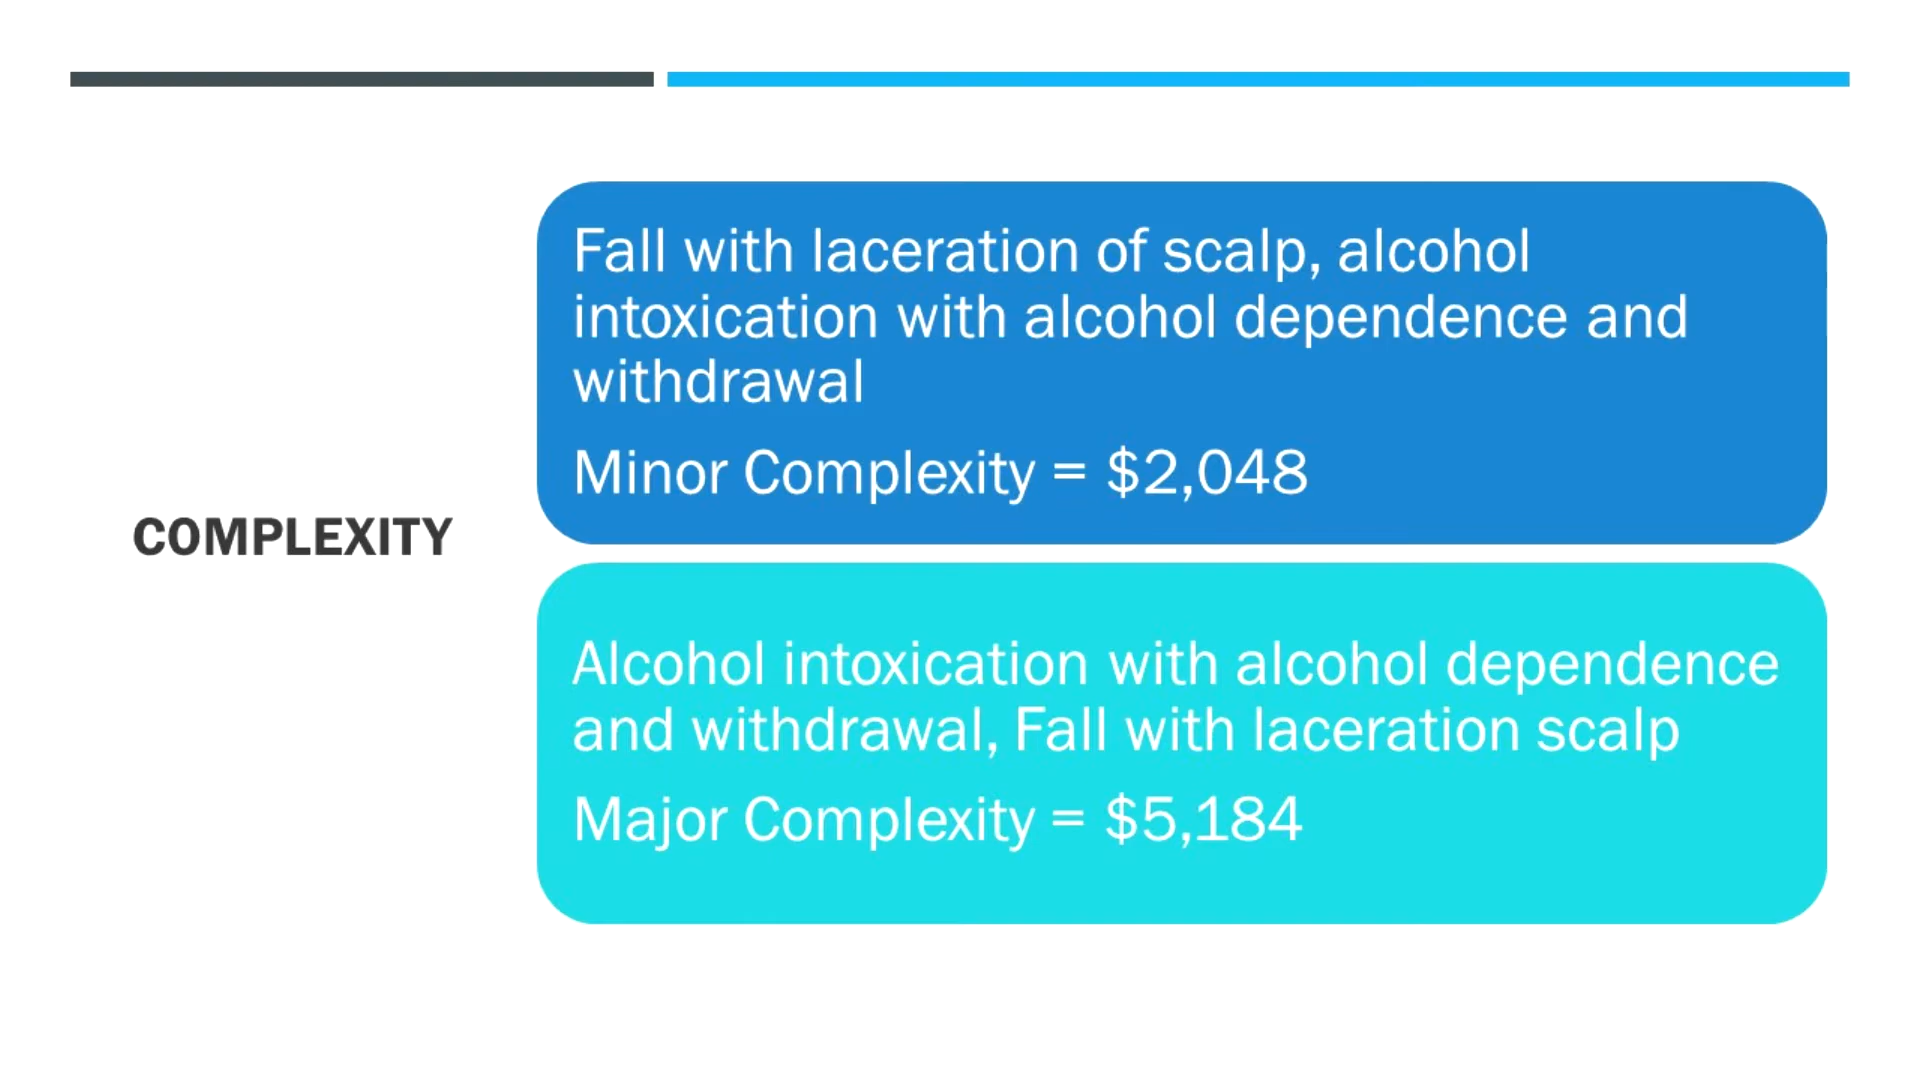 COMPLEXITY
Fall with laceration of scalp, alcohol
intoxication with alcohol dependence and
withdrawal
Minor Complexity = $2,048
Alcohol intoxication with alcohol dependence
and withdrawal, Fall with laceration scalp
Major Complexity = $5,184